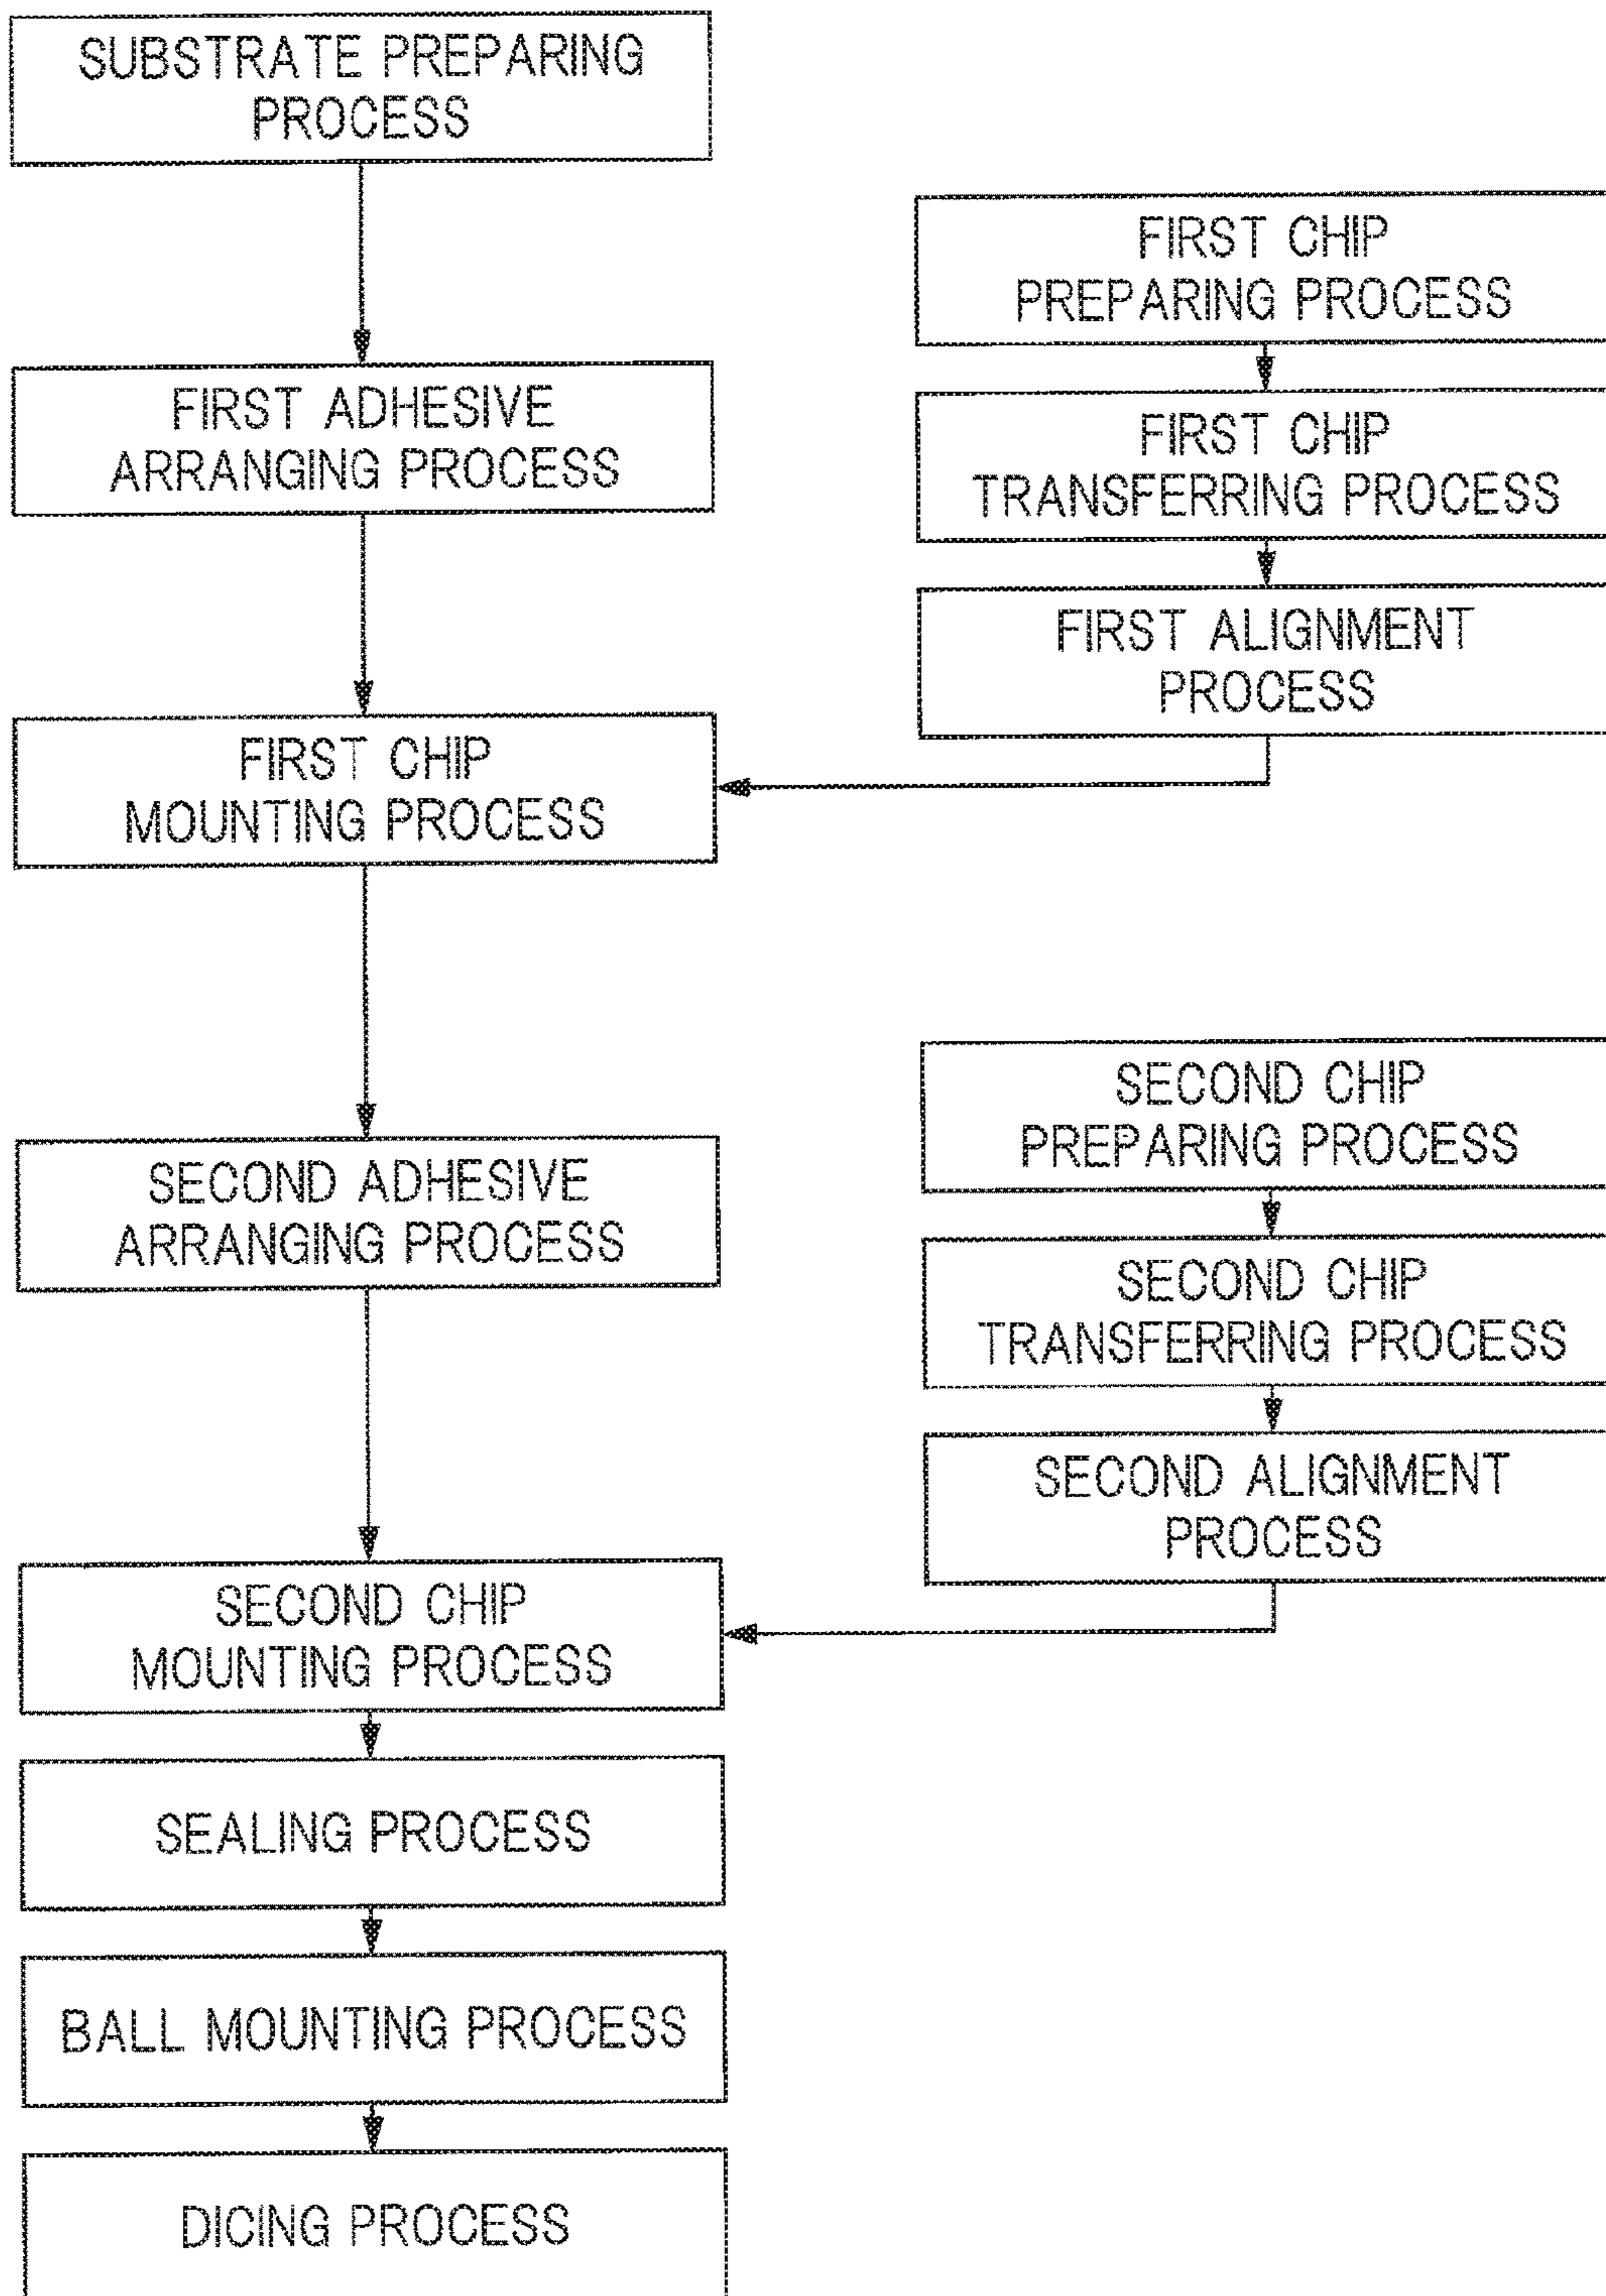 SUBSTRATE PREPARING
PROCESS
FIRST CHIP
PREPARING PROCESS
FIRST ADHESIVE
ARRANGING PROCESS
FIRST CHIP
TRANSFERRING PROCESS
FIRST ALIGNMENT
PROCESS
FIRST CHIP
MOUNTING PROCESS
SECOND CHIP
PREPARING PROCESS
SECOND ADHESIVE
ARRANGING PROCESS
SECOND CHIP
TRANSFERRING PROCESS
SECOND ALIGNMENT
PROCESS
SECOND CHIP
MOUNTING PROCESS
SEALING PROCESS
BALL MOUNTING PROCESS
DICING PROCESS